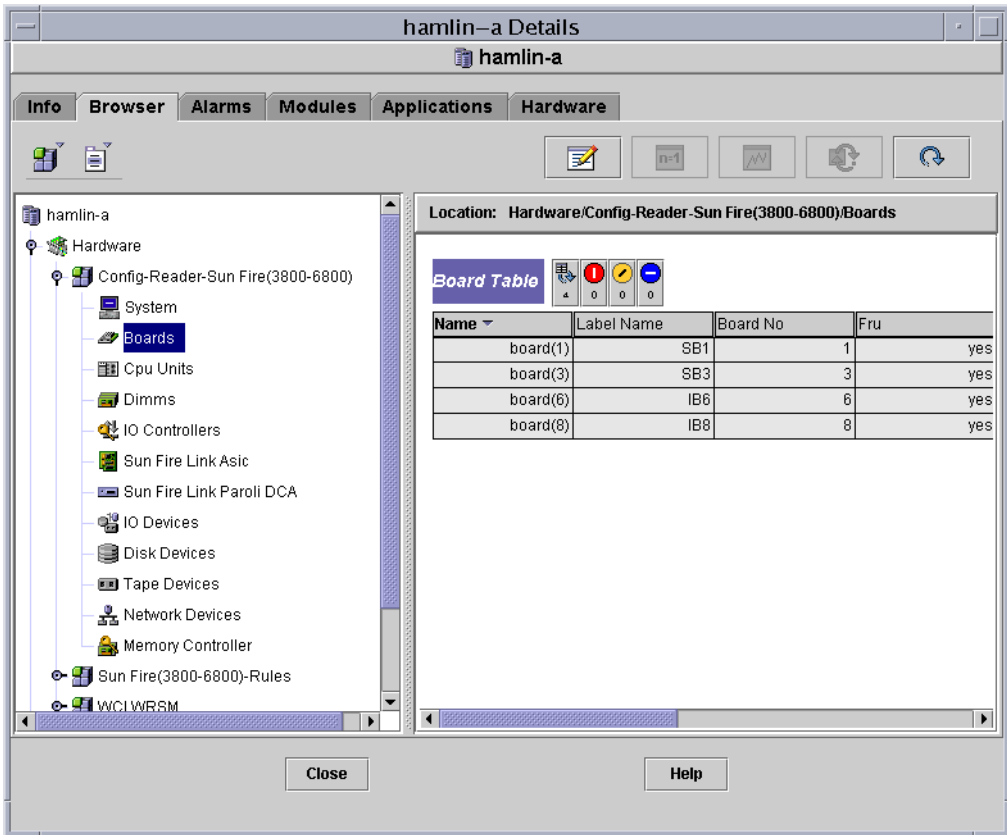 hamlin–a Details
hamlin-a
Info Browser Alarms Modules Applications Hardware
n=1
hamlin-a
Hardware
Config-Reader-Sun Fire(3800-6800)
System
Boards
Cpu Units
Dimms
IO Controllers
Sun Fire Link Asic
Sun Fire Link Paroli DCA
IO Devices
Disk Devices
Tape Devices
Network Devices
Memory Controller
Sun Fire(3800-6800)-Rules
WCI WRSM
Location: Hardware/Config-Reader-Sun Fire(3800-6800)/Boards
Board Table 4 0 0 0
Name Label Name Board No Fru
board(1) SB1 1 yes
board(3) SB3 3 yes
board(6) IB6 6 yes
board(8) IB8 8 yes
Close Help